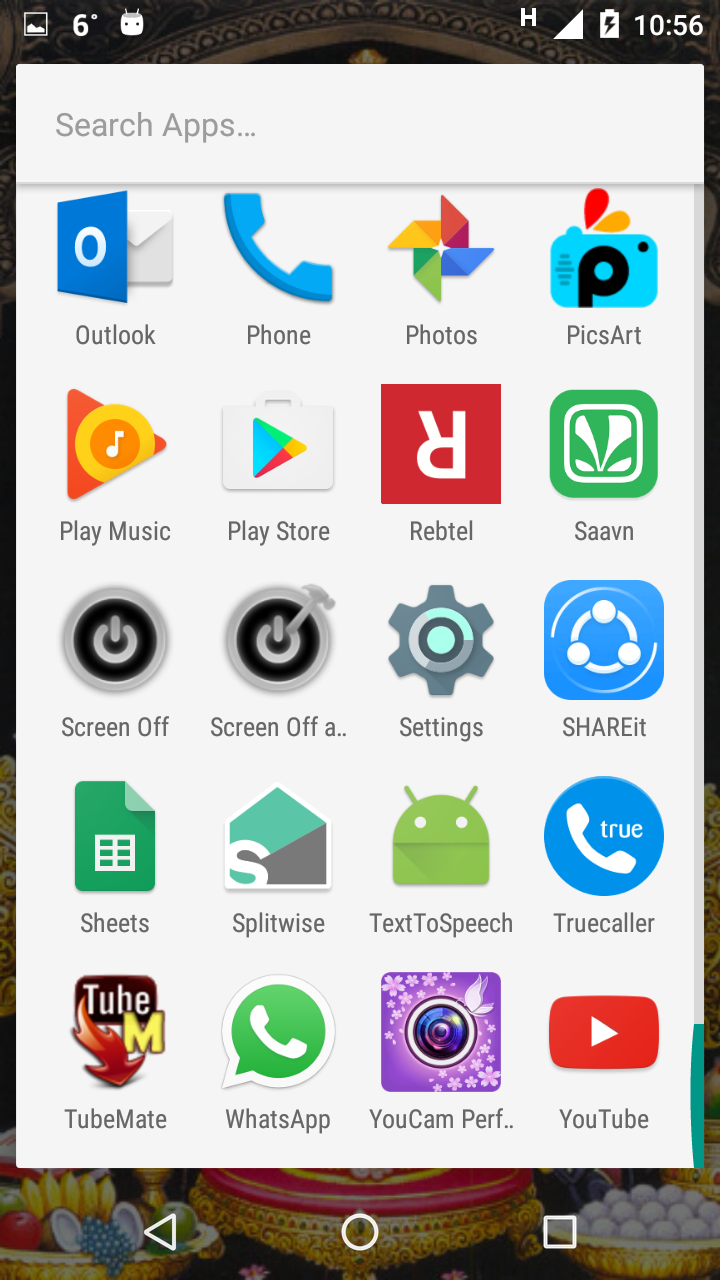 6° H 10:56
Search Apps…
Outlook Phone Photos PicsArt
Play Music Play Store Rebtel Saavn
Screen Off Screen Off a.. Settings SHAREit
true
Sheets Splitwise TextToSpeech Truecaller
Tube
M
TubeMate WhatsApp YouCam Perf.. YouTube